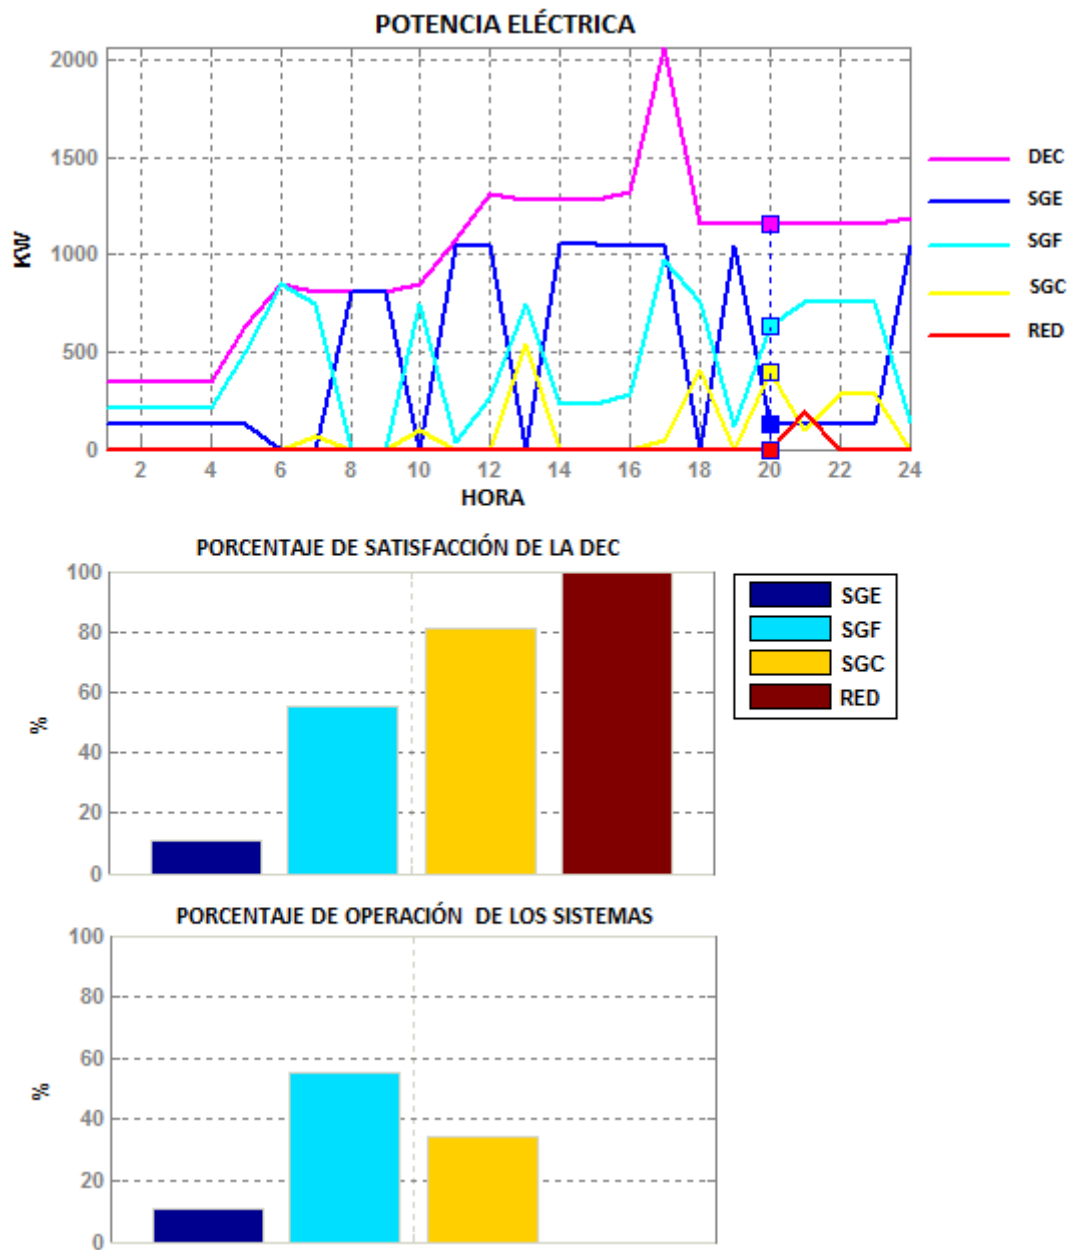 POTENCIA ELÉCTRICA
2000
1500
1000
500
0
KW
2 4 6 8 10 12 14 16 18 20 22 24
HORA
DEC
SGE
SGF
SGC
RED
PORCENTAJE DE SATISFACCIÓN DE LA DEC
100
80
60
40
20
0
%
SGE
SGF
SGC
RED
PORCENTAJE DE OPERACIÓN DE LOS SISTEMAS
100
80
60
40
20
0
%